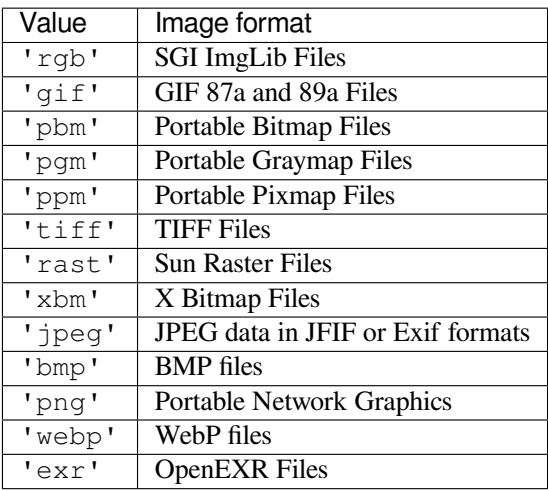 Value Image format
'rgb' SGI ImgLib Files
'gif' GIF 87a and 89a Files
'pbm' Portable Bitmap Files
'pgm' Portable Graymap Files
'ppm' Portable Pixmap Files
'tiff' TIFF Files
'rast' Sun Raster Files
'xbm' X Bitmap Files
'jpeg' JPEG data in JFIF or Exif formats
'bmp' BMP files
'png' Portable Network Graphics
'webp' WebP files
'exr' OpenEXR Files